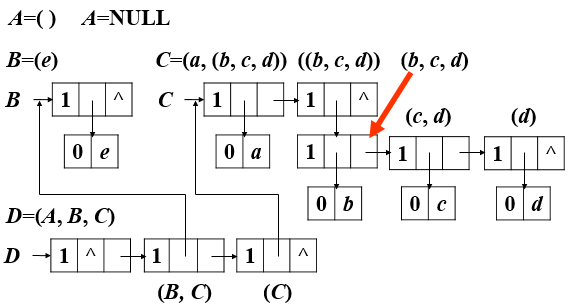 A=( ) A=NULL
B=(e) C=(a, (b, c, d)) ((b, c, d)) (b, c, d)
B 1 ^ C 1 1 ^
(c, d) (d)
0 e 0 a 1 1 1 ^
0 b 0 c 0 d
D=(A, B, C)
D 1 ^ 1 1 ^
(B, C) (C)